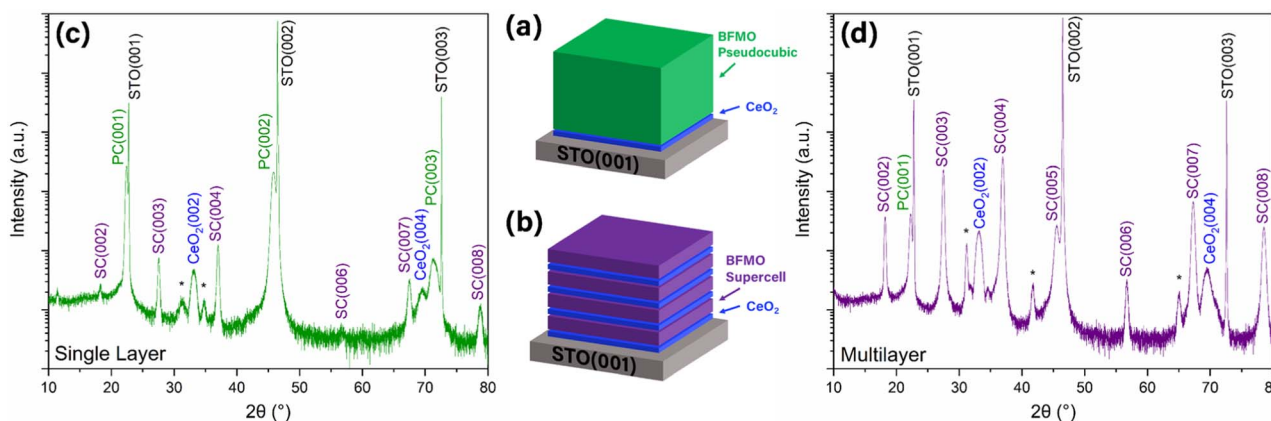 (c)
Intensity (a.u.)
PC(001)
STO(001)
SC(002)
SC(003)
*
CeO₂(002)
*
SC(004)
PC(002)
STO(002)
SC(006)
SC(007)
CeO₂(004)
PC(003)
STO(003)
SC(008)
Single Layer
10 20 30 40 50 60 70 80
2θ (°)
(a)
BFMO
Pseudocubic
CeO₂
STO(001)
(b)
BFMO
Supercell
CeO₂
STO(001)
(d)
Intensity (a.u.)
SC(002)
PC(001)
STO(001)
SC(003)
*
CeO₂(002)
SC(004)
*
SC(005)
STO(002)
SC(006)
*
SC(007)
CeO₂(004)
STO(003)
SC(008)
Multilayer
10 20 30 40 50 60 70 80
2θ (°)